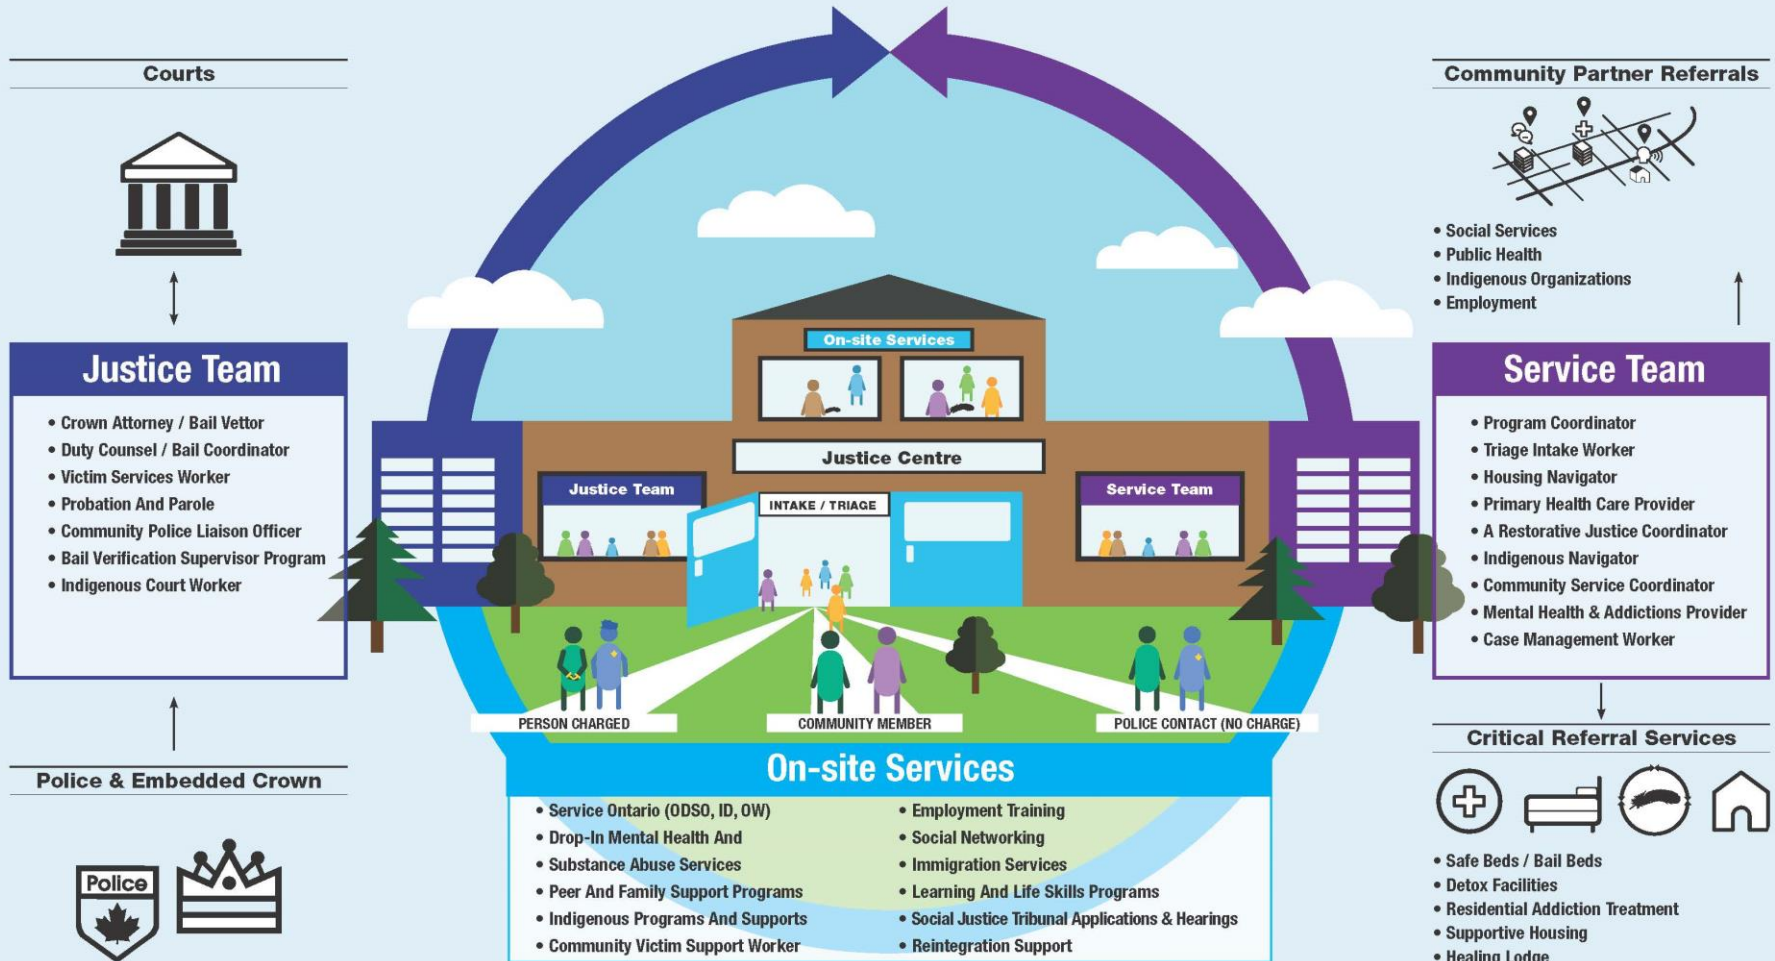 Courts
Justice Team
• Crown Attorney / Bail Vettor
• Duty Counsel / Bail Coordinator
• Victim Services Worker
• Probation And Parole
• Community Police Liaison Officer
• Bail Verification Supervisor Program
• Indigenous Court Worker
Police & Embedded Crown
Police
On-site Services
Justice Centre
Justice Team
INTAKE / TRIAGE
Service Team
PERSON CHARGED
COMMUNITY MEMBER
POLICE CONTACT (NO CHARGE)
On-site Services
• Service Ontario (ODSO, ID, OW)
• Drop-In Mental Health And
• Substance Abuse Services
• Peer And Family Support Programs
• Indigenous Programs And Supports
• Community Victim Support Worker
• Employment Training
• Social Networking
• Immigration Services
• Learning And Life Skills Programs
• Social Justice Tribunal Applications & Hearings
• Reintegration Support
Community Partner Referrals
• Social Services
• Public Health
• Indigenous Organizations
• Employment
Service Team
• Program Coordinator
• Triage Intake Worker
• Housing Navigator
• Primary Health Care Provider
• A Restorative Justice Coordinator
• Indigenous Navigator
• Community Service Coordinator
• Mental Health & Addictions Provider
• Case Management Worker
Critical Referral Services
• Safe Beds / Bail Beds
• Detox Facilities
• Residential Addiction Treatment
• Supportive Housing
• Healing Lodge